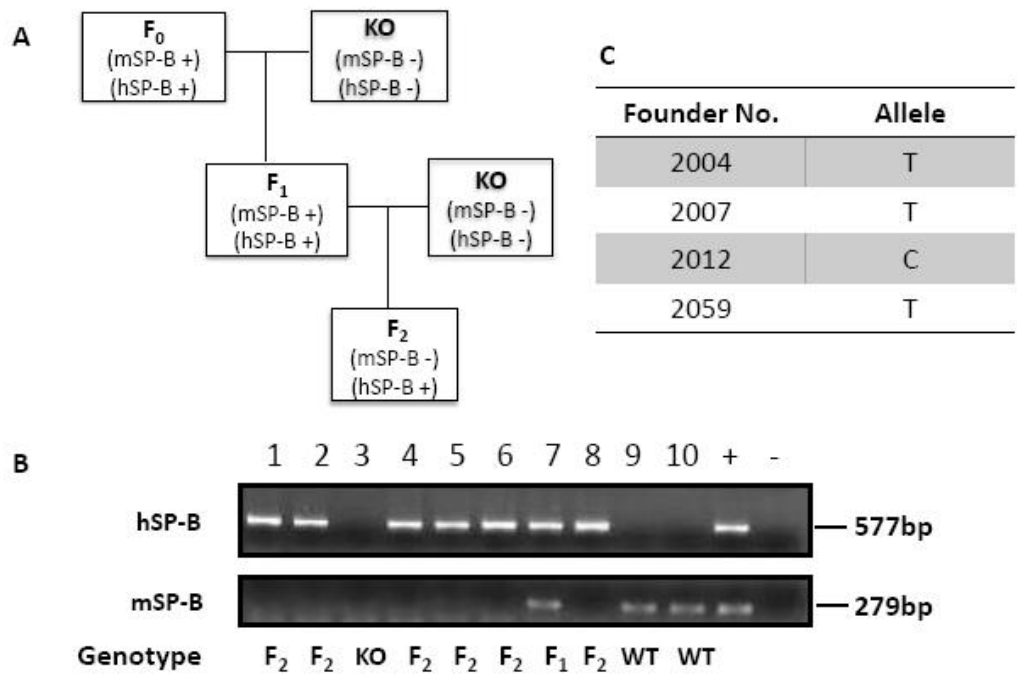 A
F₀
(mSP-B +)
(hSP-B +)
KO
(mSP-B -)
(hSP-B -)
F₁
(mSP-B +)
(hSP-B +)
KO
(mSP-B -)
(hSP-B -)
F₂
(mSP-B -)
(hSP-B +)
C
Founder No. Allele
2004 T
2007 T
2012 C
2059 T
B
1 2 3 4 5 6 7 8 9 10 + -
hSP-B 577bp
mSP-B 279bp
Genotype F₂ F₂ KO F₂ F₂ F₂ F₁ F₂ WT WT